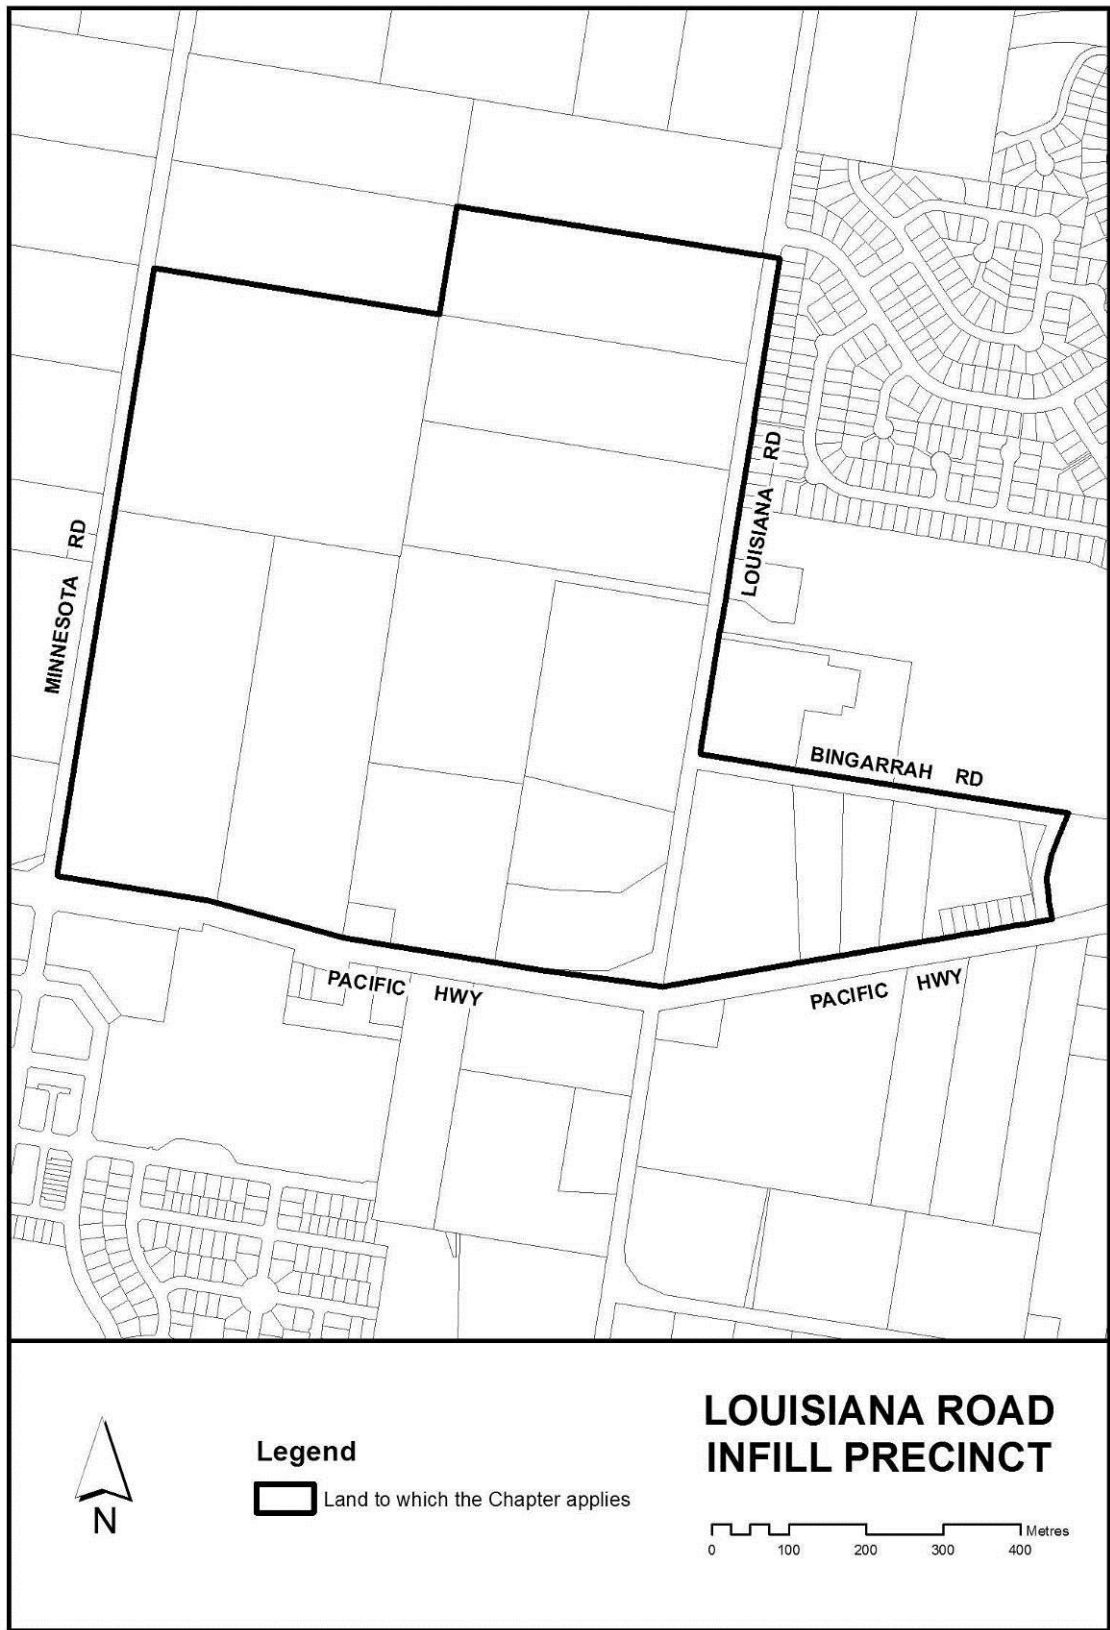 LOUISIANA RD
MINNESOTA RD
BINGARRAH RD
PACIFIC HWY
PACIFIC HWY
LOUISIANA ROAD
INFILL PRECINCT
Legend
Land to which the Chapter applies
N
Metres
0 100 200 300 400